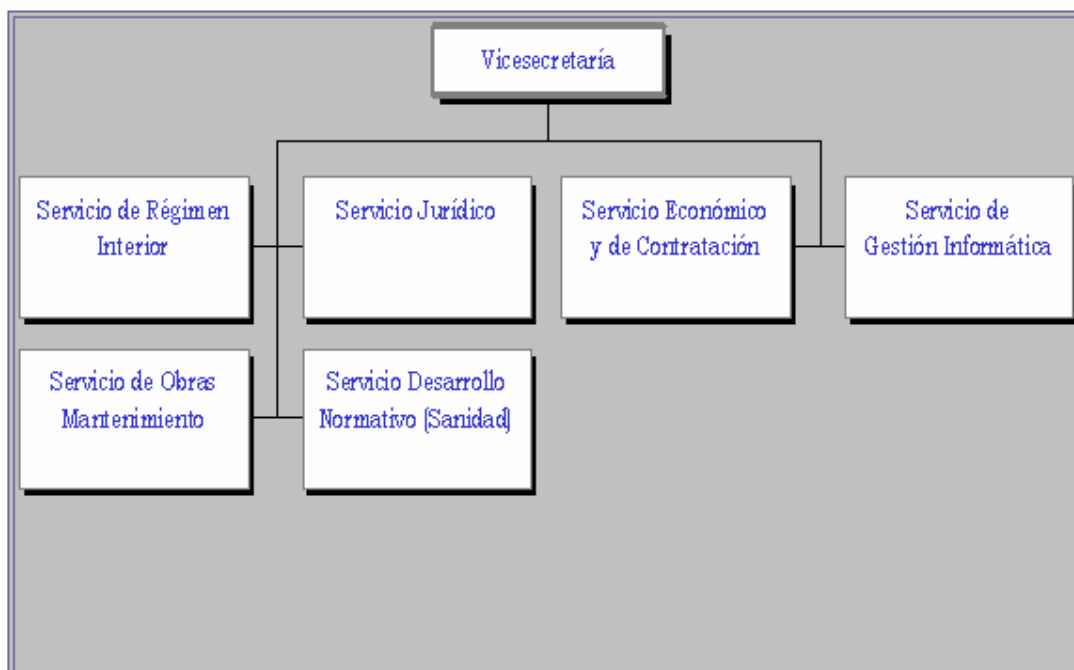 Vicesecretaría
Servicio de Régimen
Interior
Servicio Jurídico
Servicio Económico
y de Contratación
Servicio de
Gestión Informática
Servicio de Obras
Mantenimiento
Servicio Desarrollo
Normativo (Sanidad)